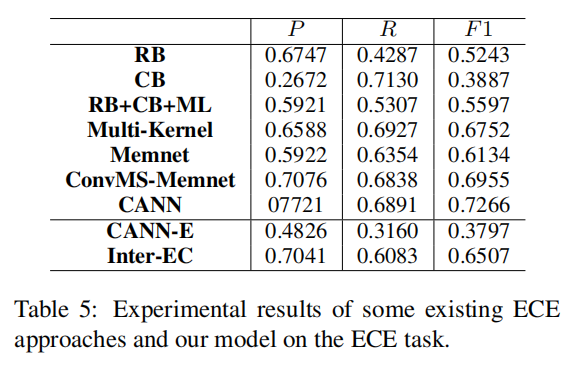 P R F1
RB 0.6747 0.4287 0.5243
CB 0.2672 0.7130 0.3887
RB+CB+ML 0.5921 0.5307 0.5597
Multi-Kernel 0.6588 0.6927 0.6752
Memnet 0.5922 0.6354 0.6134
ConvMS-Memnet 0.7076 0.6838 0.6955
CANN 07721 0.6891 0.7266
CANN-E 0.4826 0.3160 0.3797
Inter-EC 0.7041 0.6083 0.6507
Table 5: Experimental results of some existing ECE
approaches and our model on the ECE task.